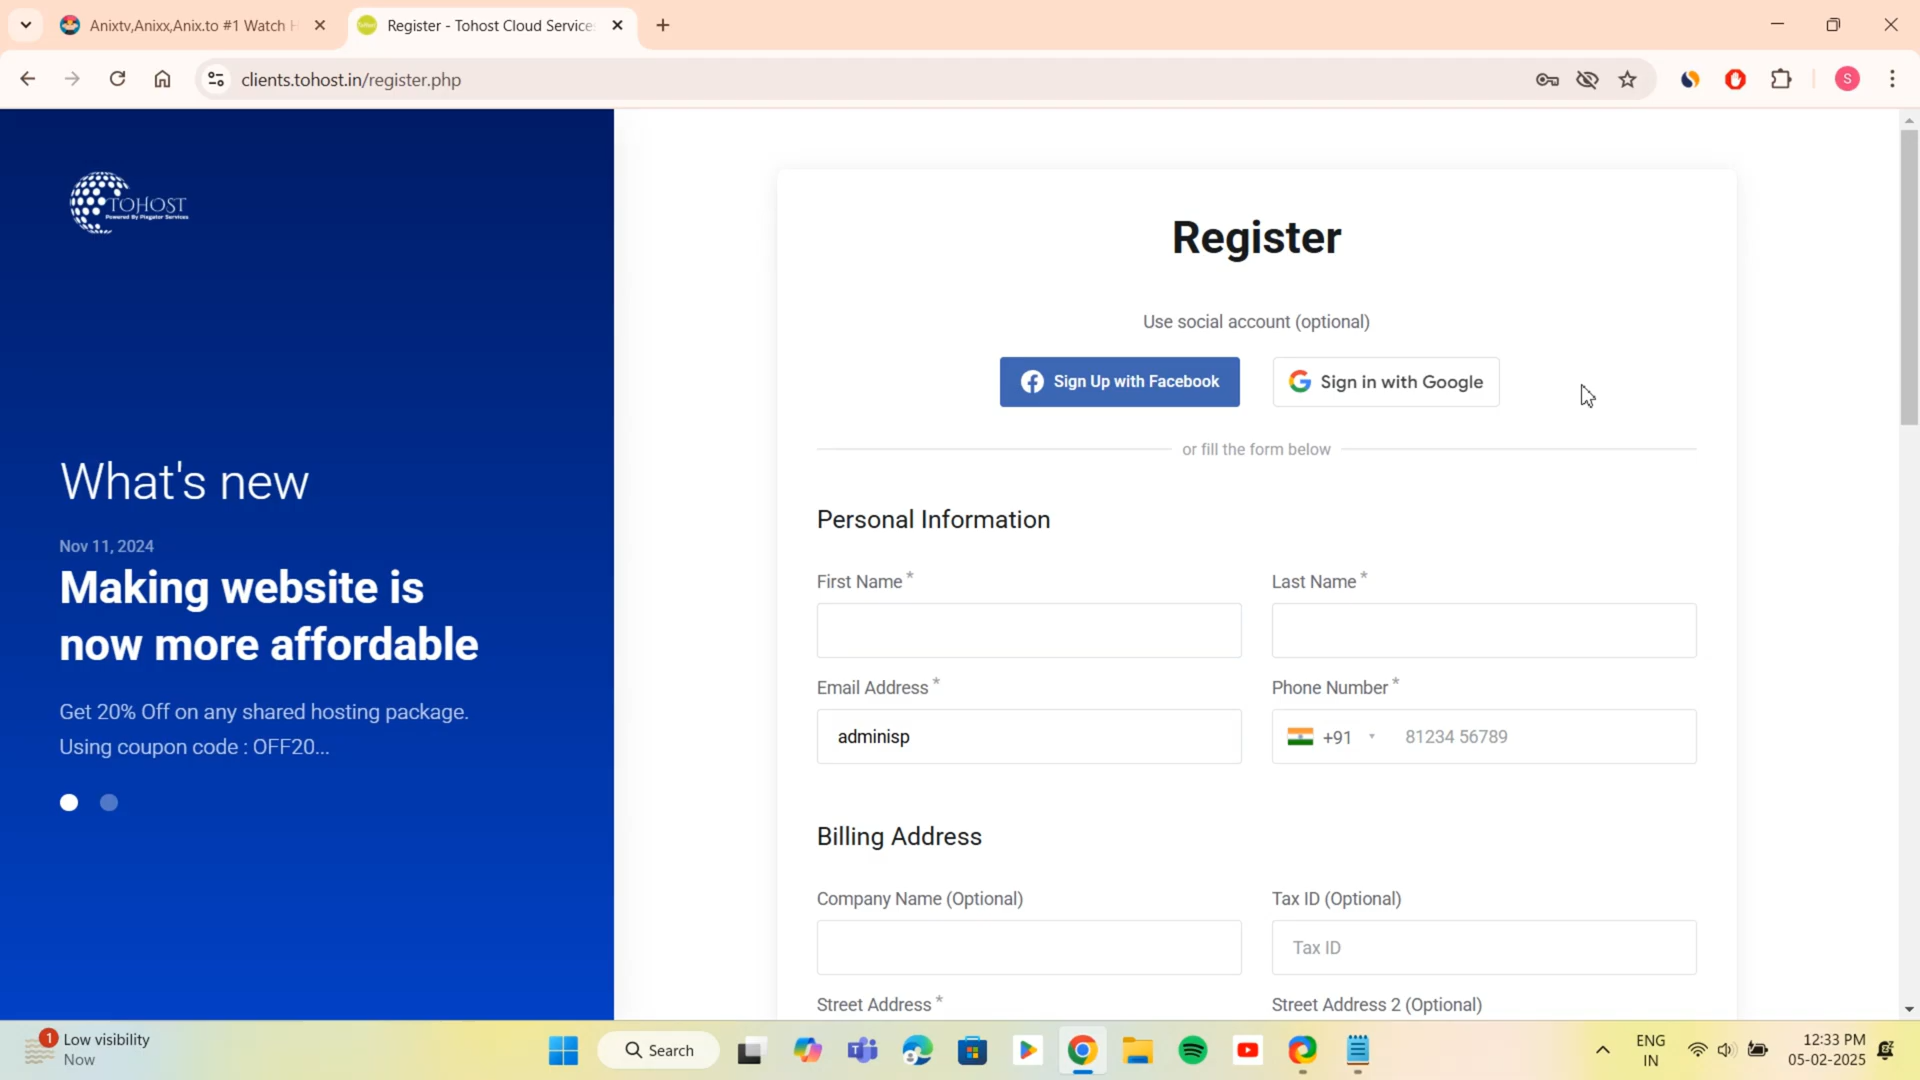 Anixtv,Anixx,Anix.to #1 Watch H
Register - Tohost Cloud Service
clients.tohost.in/register.php
S
TOHOST
Powered By Plegator Services
What's new
Nov 11, 2024
Making website is
now more affordable
Get 20% Off on any shared hosting package.
Using coupon code : OFF20...
Register
Use social account (optional)
Sign Up with Facebook
Sign in with Google
or fill the form below
Personal Information
First Name *
Last Name *
Email Address *
Phone Number *
adminisp
+91
81234 56789
Billing Address
Company Name (Optional)
Tax ID (Optional)
Tax ID
Street Address *
Street Address 2 (Optional)
1
Low visibility
Now
Search
ENG
IN
12:33 PM
05-02-2025